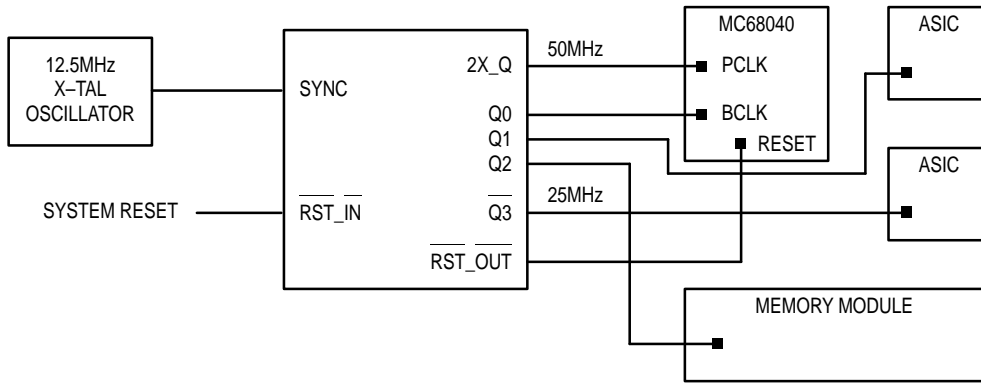 12.5MHz
X–TAL
OSCILLATOR
SYSTEM RESET
SYNC
RST_IN
2X_Q
Q0
Q1
Q2
Q3
RST_OUT
50MHz
25MHz
MC68040
PCLK
BCLK
RESET
ASIC
ASIC
MEMORY MODULE